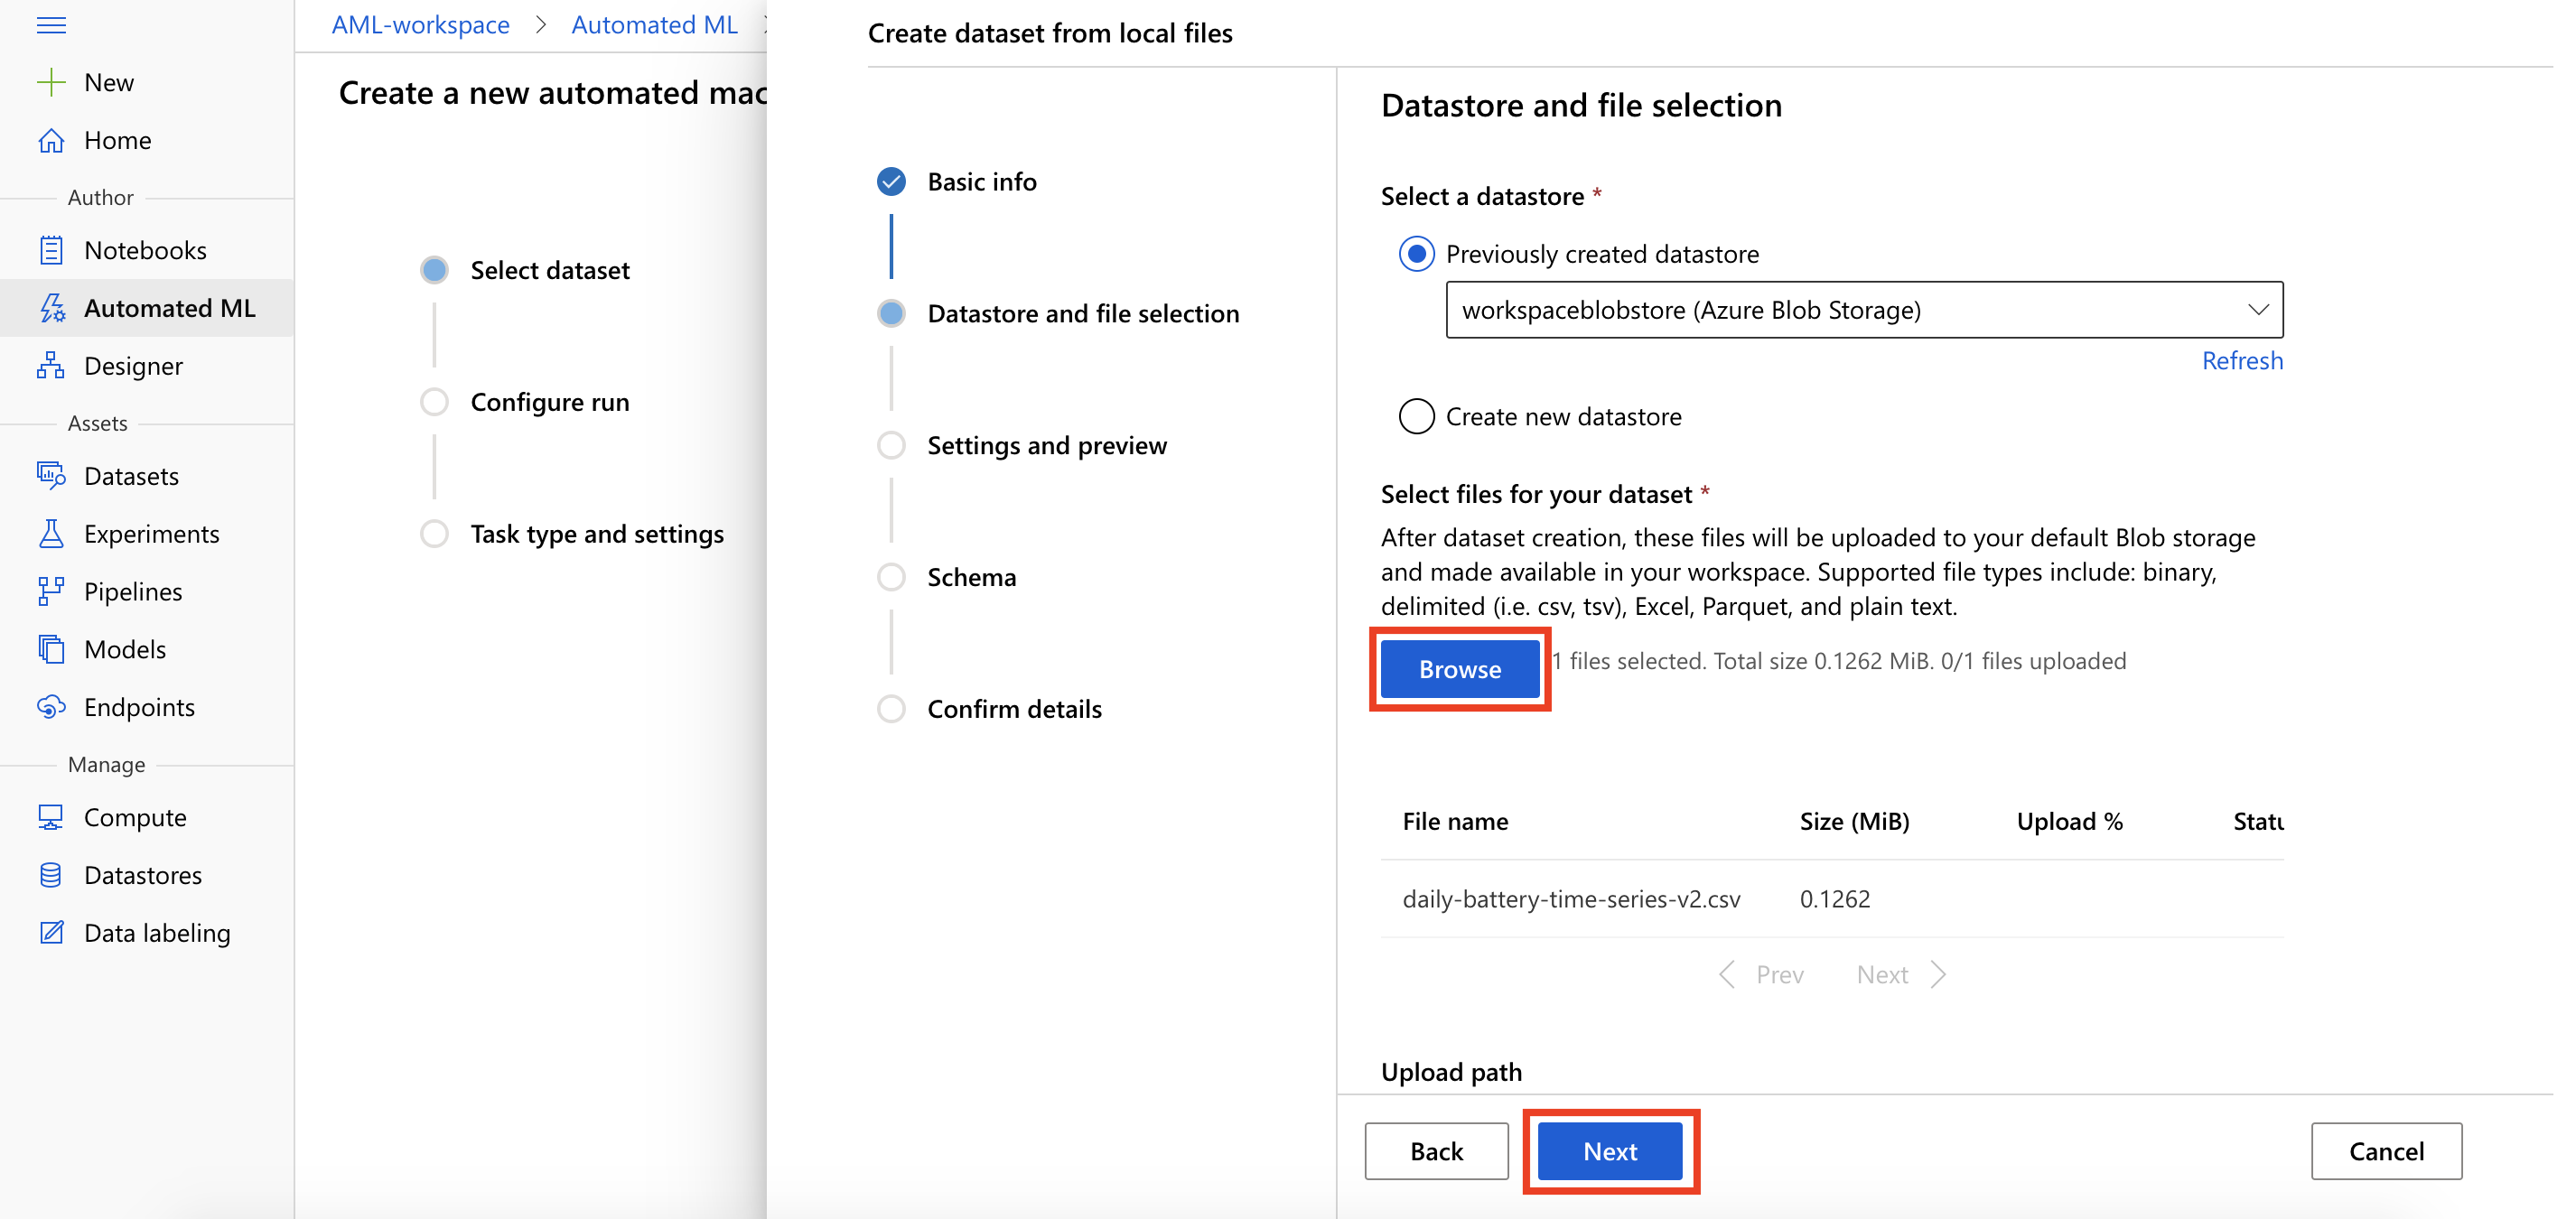 New
Home
Author
Notebooks
Automated ML
Designer
Assets
Datasets
Experiments
Pipelines
Models
Endpoints
Manage
Compute
Datastores
Data labeling
AML-workspace > Automated ML >
Create a new automated mac
Select dataset
Configure run
Task type and settings
Create dataset from local files
Basic info
Datastore and file selection
Settings and preview
Schema
Confirm details
Datastore and file selection
Select a datastore *
Previously created datastore
workspaceblobstore (Azure Blob Storage)
Refresh
Create new datastore
Select files for your dataset *
After dataset creation, these files will be uploaded to your default Blob storage
and made available in your workspace. Supported file types include: binary,
delimited (i.e. csv, tsv), Excel, Parquet, and plain text.
Browse 1 files selected. Total size 0.1262 MiB. 0/1 files uploaded
File name Size (MiB) Upload % Statu
daily-battery-time-series-v2.csv 0.1262
< Prev Next >
Upload path
Back Next Cancel